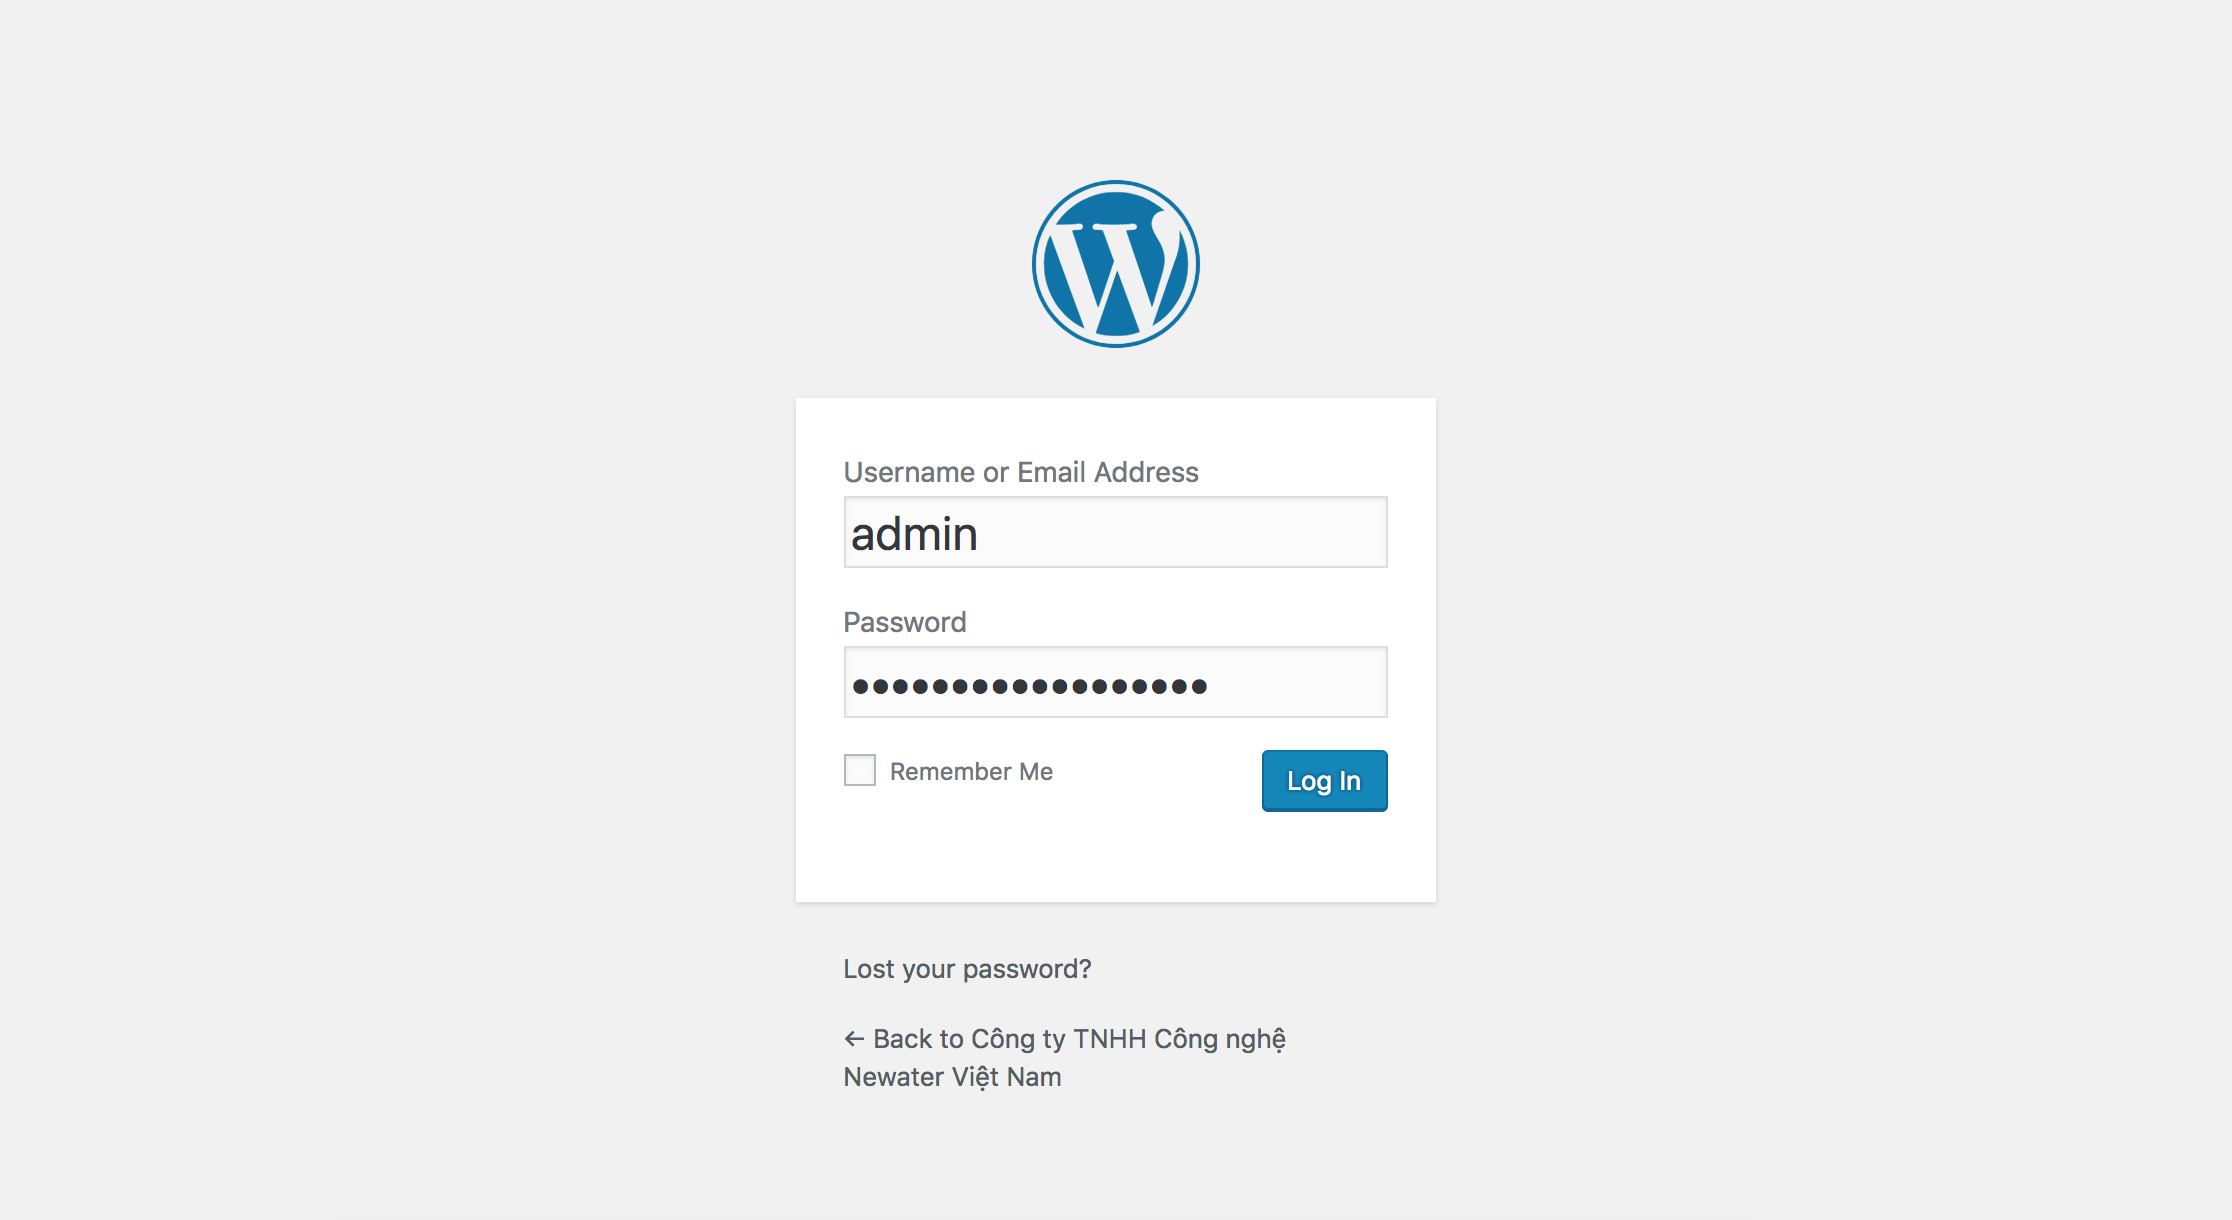 Username or Email Address
admin
Password
••••••••••••••••••
Remember Me
Log In
Lost your password?
← Back to Công ty TNHH Công nghệ
Newater Việt Nam